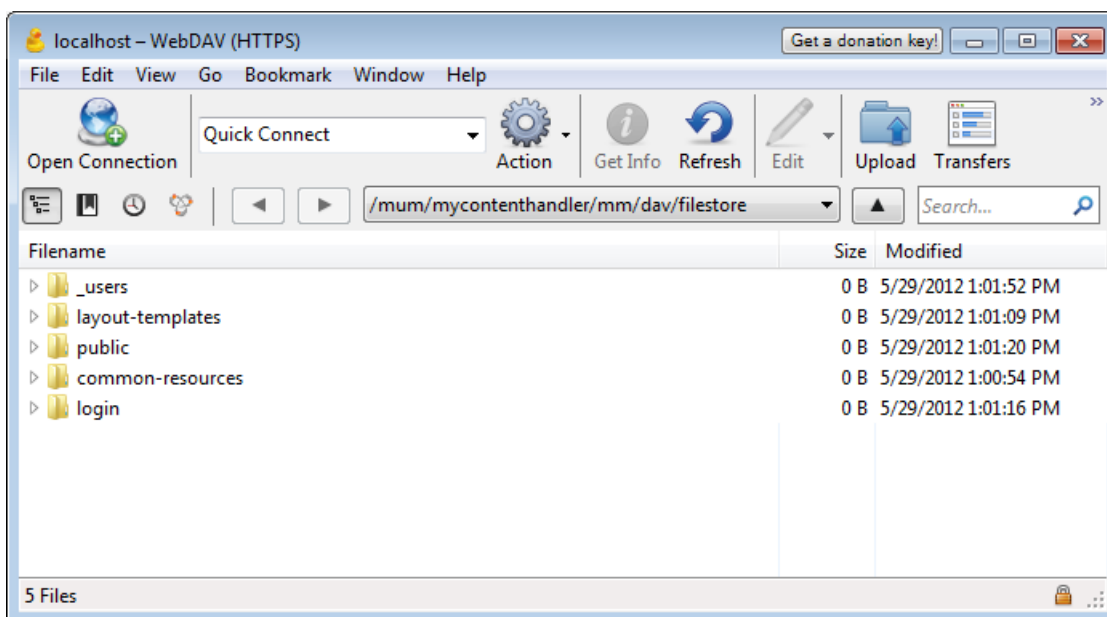 localhost – WebDAV (HTTPS) Get a donation key!
File Edit View Go Bookmark Window Help
Quick Connect
Open Connection Action Get Info Refresh Edit Upload Transfers
/mum/mycontenthandler/mm/dav/filestore Search...
Filename Size Modified
_users 0 B 5/29/2012 1:01:52 PM
layout-templates 0 B 5/29/2012 1:01:09 PM
public 0 B 5/29/2012 1:01:20 PM
common-resources 0 B 5/29/2012 1:00:54 PM
login 0 B 5/29/2012 1:01:16 PM
5 Files